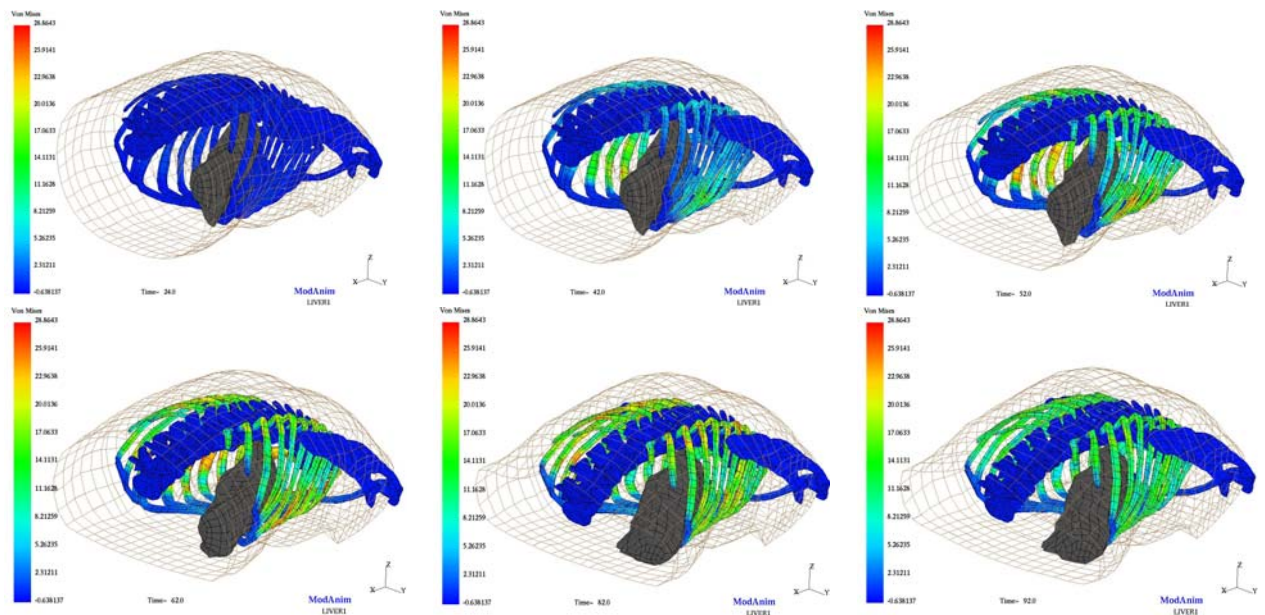 Von Mises
28.8643
25.9141
22.9638
20.0136
17.0633
14.1131
11.1628
8.21259
5.26235
2.31211
-0.638137
Time= 24.0
ModAnim
LIVER1
Z
X
Y
Von Mises
28.8643
25.9141
22.9638
20.0136
17.0633
14.1131
11.1628
8.21259
5.26235
2.31211
-0.638137
Time= 42.0
ModAnim
LIVER1
Z
X
Y
Von Mises
28.8643
25.9141
22.9638
20.0136
17.0633
14.1131
11.1628
8.21259
5.26235
2.31211
-0.638137
Time= 52.0
ModAnim
LIVER1
Z
X
Y
Von Mises
28.8643
25.9141
22.9638
20.0136
17.0633
14.1131
11.1628
8.21259
5.26235
2.31211
-0.638137
Time= 62.0
ModAnim
LIVER1
Z
X
Y
Von Mises
28.8643
25.9141
22.9638
20.0136
17.0633
14.1131
11.1628
8.21259
5.26235
2.31211
-0.638137
Time= 82.0
ModAnim
LIVER1
Z
X
Y
Von Mises
28.8643
25.9141
22.9638
20.0136
17.0633
14.1131
11.1628
8.21259
5.26235
2.31211
-0.638137
Time= 92.0
ModAnim
LIVER1
Z
X
Y